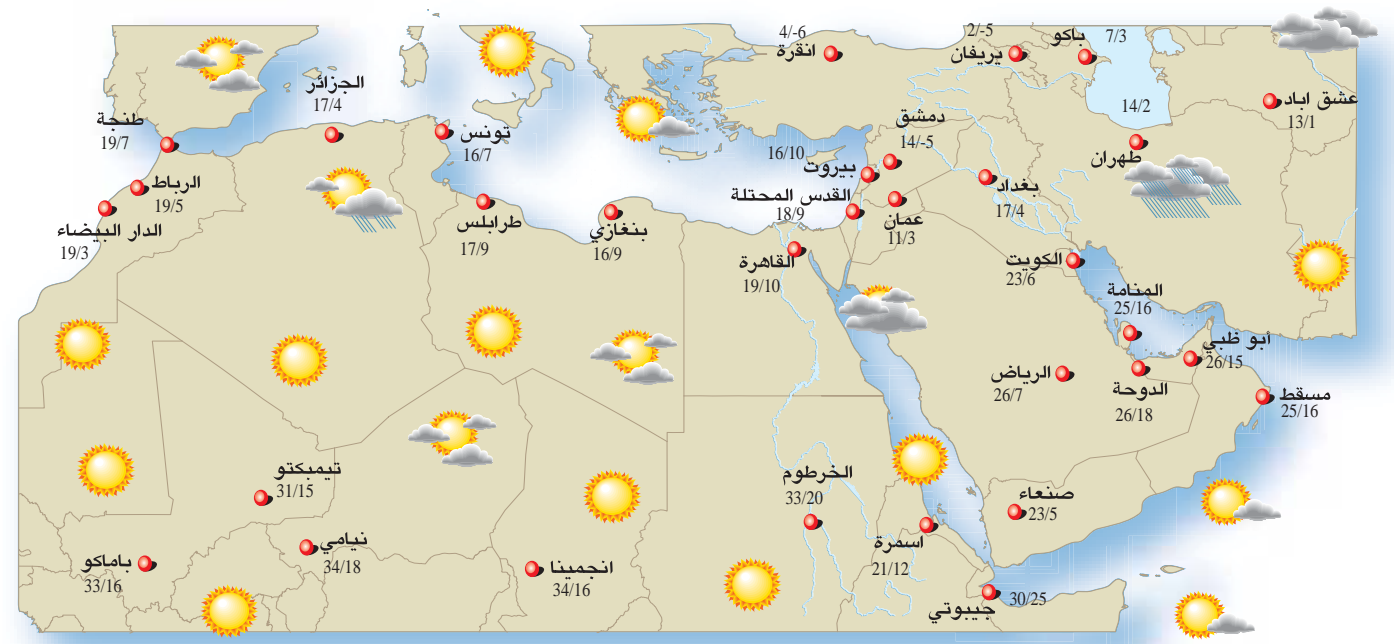 4/-6
انقرة
2/-5
يريفان
باكو
7/3
عشق اباد
13/1
14/2
طهران
الجزائر
17/4
طنجة
19/7
تونس
16/7
دمشق
14/-5
16/10
بيروت
الرباط
19/5
بغداد
17/4
القدس المحتلة
18/9
عمان
11/3
الدار البيضاء
19/3
طرابلس
17/9
بنغازي
16/9
القاهرة
19/10
الكويت
23/6
المنامة
25/16
أبو ظبي
26/15
الرياض
26/7
الدوحة
26/18
مسقط
25/16
تيمبكتو
31/15
الخرطوم
33/20
صنعاء
23/5
اسمرة
21/12
نيامي
34/18
باماكو
33/16
انجمينا
34/16
جيبوتي
30/25